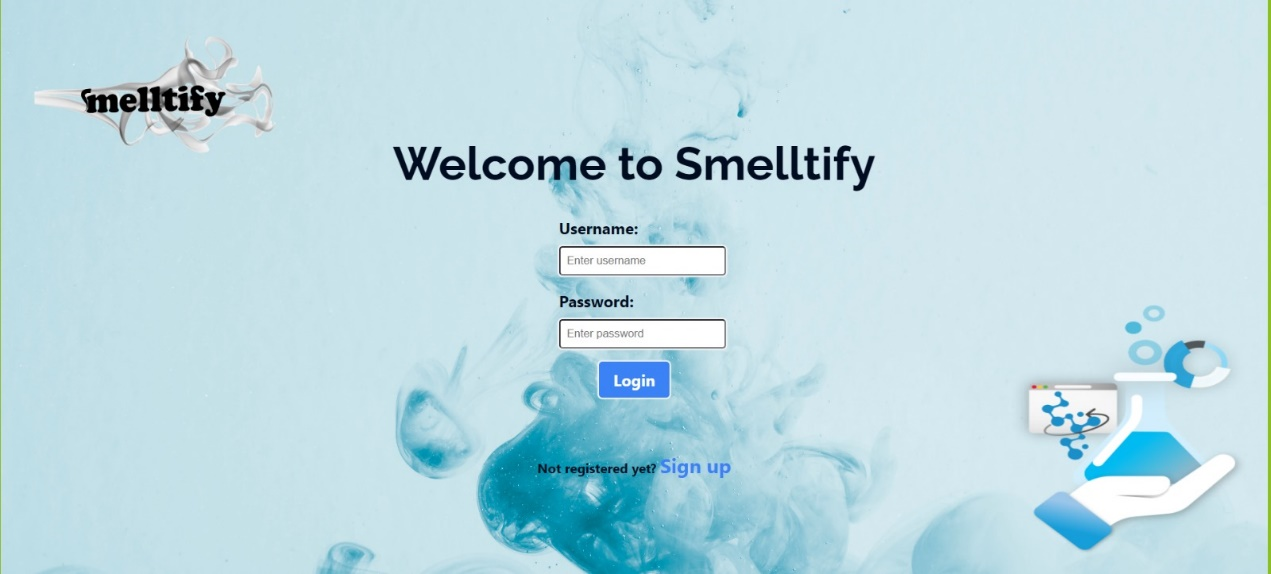 Smelltify
Welcome to Smelltify
Username:
Enter username
Password:
Enter password
Login
Not registered yet? Sign up